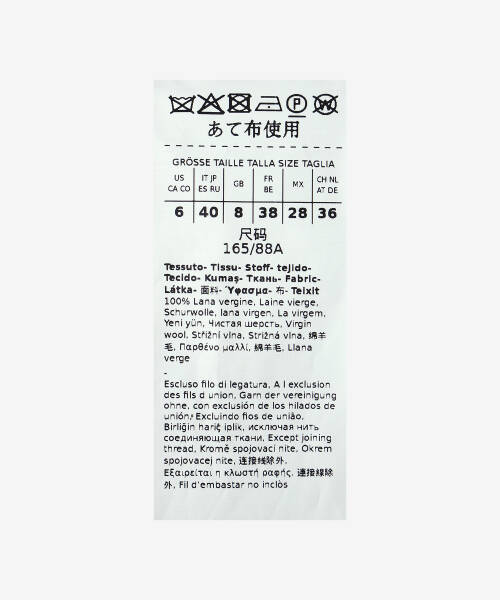 P W
あて布使用
GRÖSSE TAILLE TALLA SIZE TAGLIA
US CA CO | IT JP ES RU | GB | FR BE | MX | CH NL AT DE
6 | 40 | 8 | 38 | 28 | 36
尺码
165/88A
Tessuto- Tissu- Stoff- tejido-
Tecido- Kumaş- Ткань- Fabric-
Látka- 面料- Ύφασμα- 布- Teixit
100% Lana vergine, Laine vierge,
Schurwolle, lana virgen, La virgem,
Yeni yün, Чистая шерсть, Virgin
wool, Střižní vlna, Strižná vlna, 绵羊
毛, Παρθένο μαλλί, 綿羊毛, Llana
verge
-
Escluso filo di legatura, A l exclusion
des fils d union, Garn der vereinigung
ohne, con exclusión de los hilados de
unión, Excluindo fios de união,
Birliğin hariç iplik, исключая нить
соединяющая ткани, Except joining
thread, Kromě spojovací nite, Okrem
spojovacej nite, 连接线除外,
Εξαιρείται η κλωστή ραφής, 連接線除
外, Fil d'embastar no inclòs